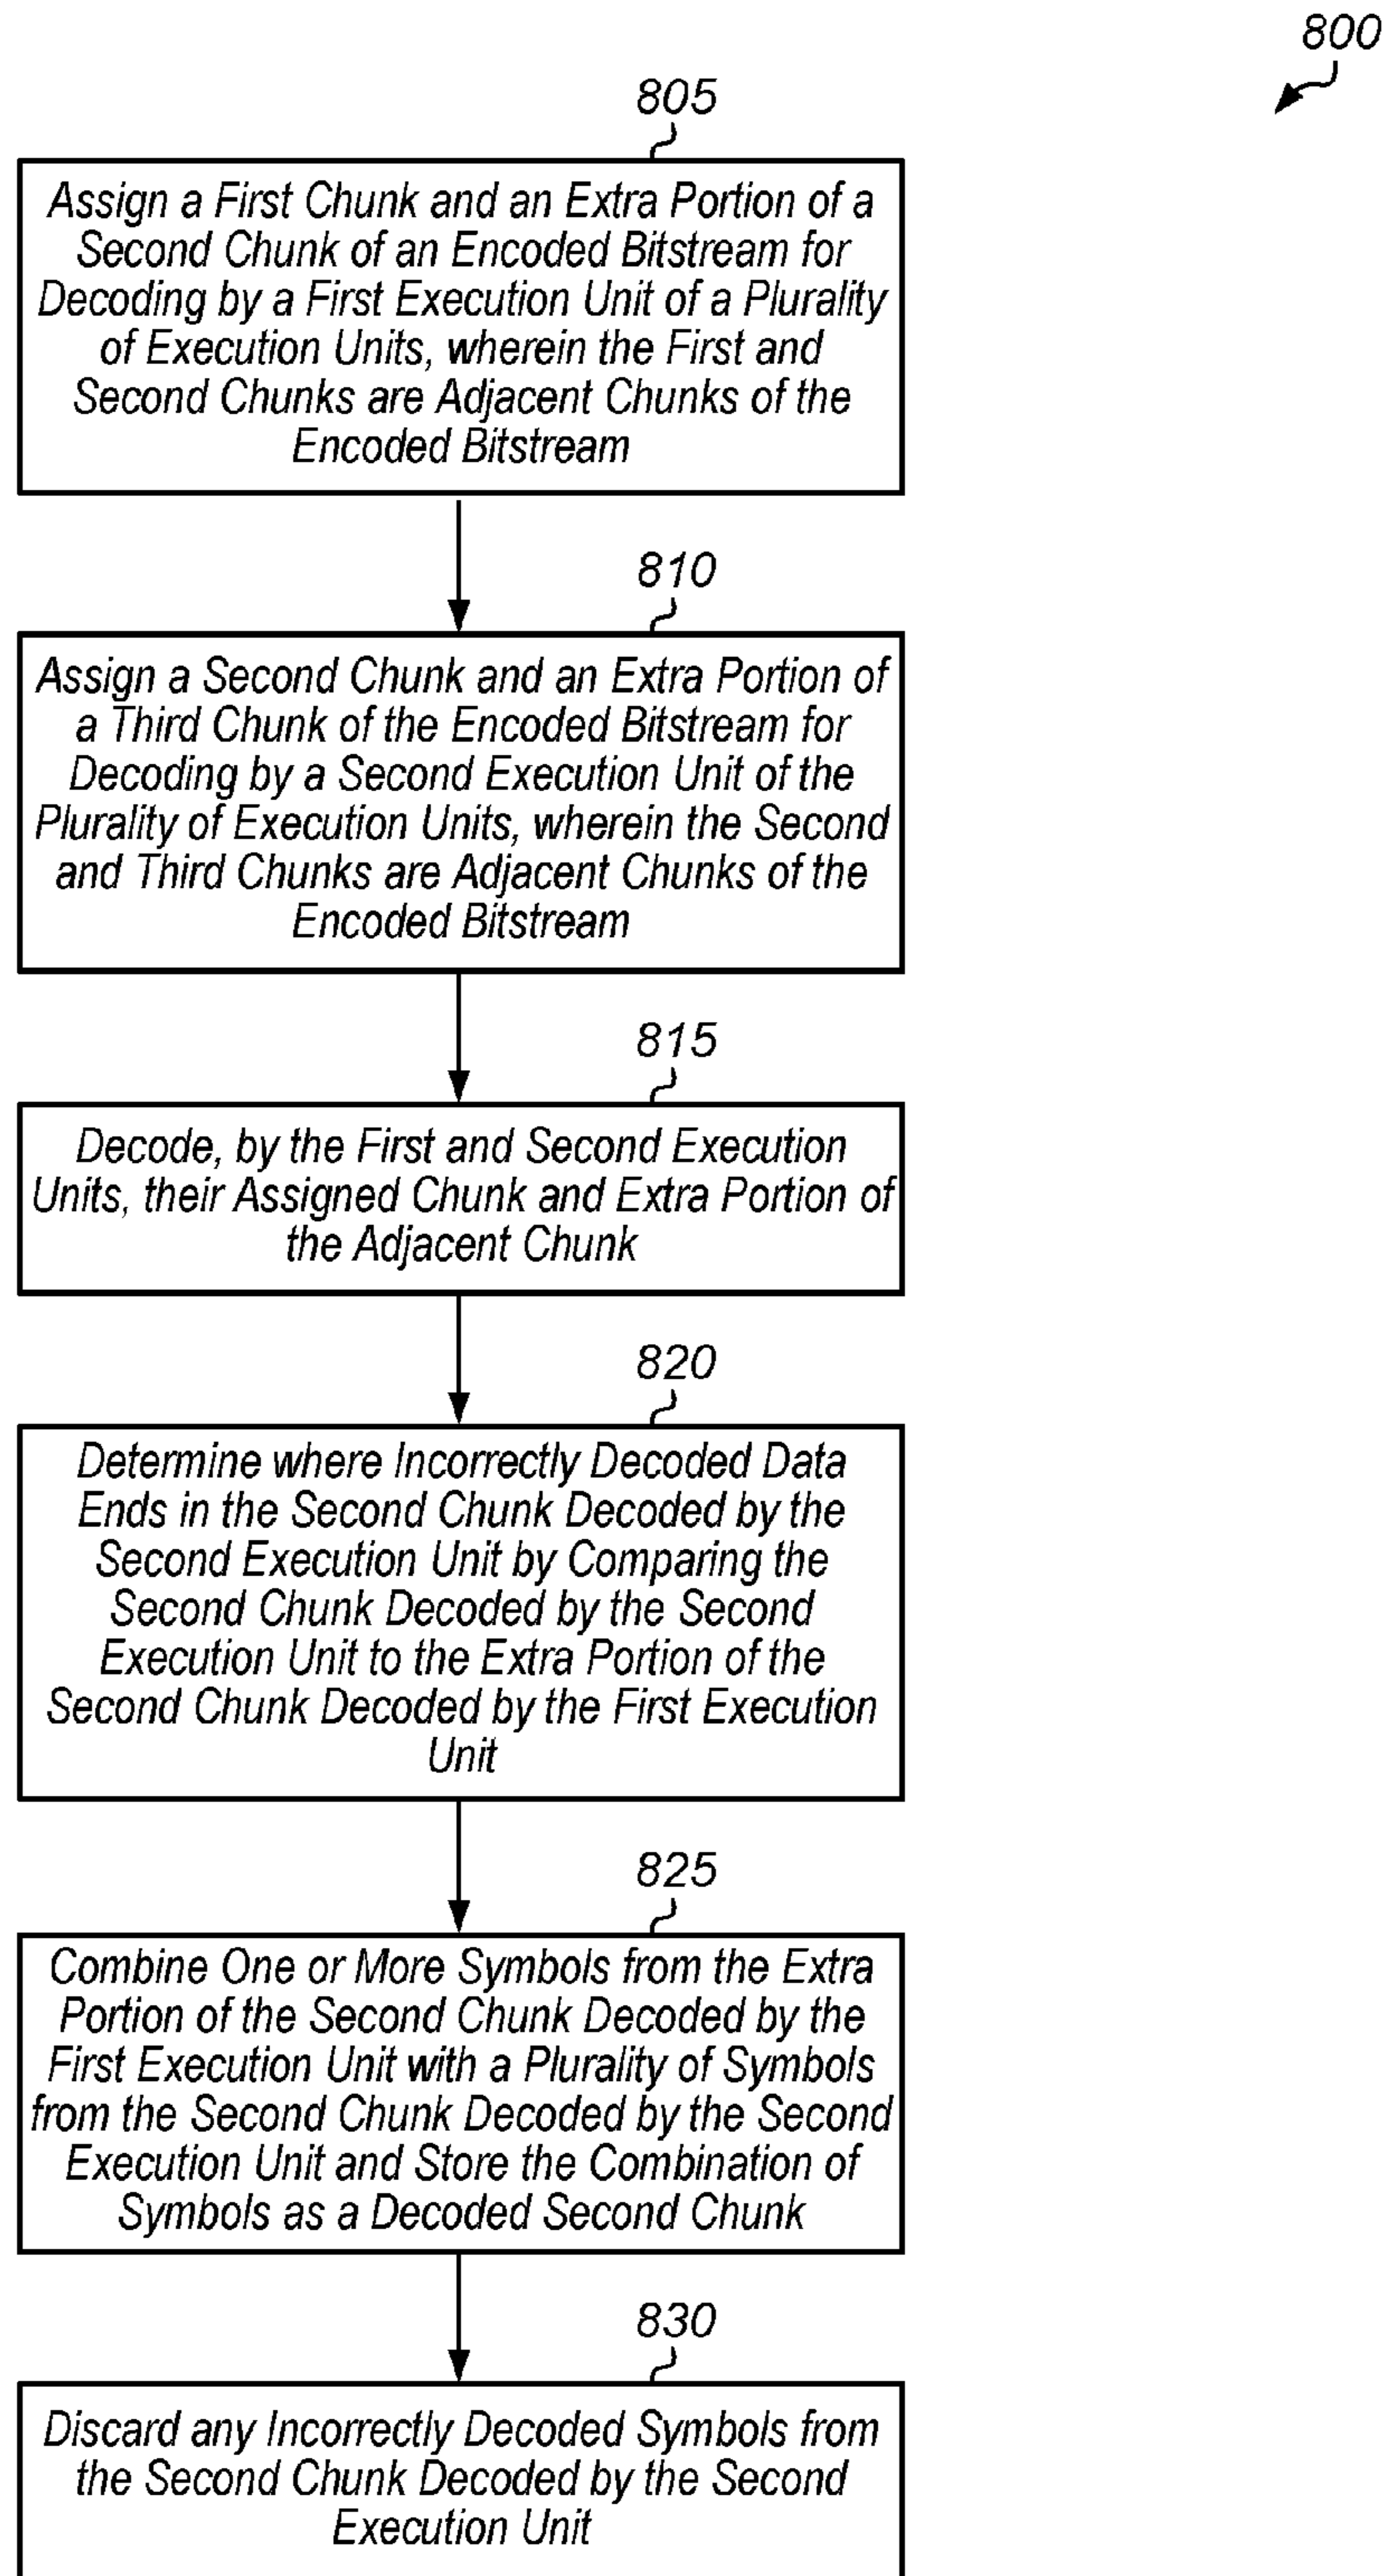 800
805
Assign a First Chunk and an Extra Portion of a
Second Chunk of an Encoded Bitstream for
Decoding by a First Execution Unit of a Plurality
of Execution Units, wherein the First and
Second Chunks are Adjacent Chunks of the
Encoded Bitstream
810
Assign a Second Chunk and an Extra Portion of
a Third Chunk of the Encoded Bitstream for
Decoding by a Second Execution Unit of the
Plurality of Execution Units, wherein the Second
and Third Chunks are Adjacent Chunks of the
Encoded Bitstream
815
Decode, by the First and Second Execution
Units, their Assigned Chunk and Extra Portion of
the Adjacent Chunk
820
Determine where Incorrectly Decoded Data
Ends in the Second Chunk Decoded by the
Second Execution Unit by Comparing the
Second Chunk Decoded by the Second
Execution Unit to the Extra Portion of the
Second Chunk Decoded by the First Execution
Unit
825
Combine One or More Symbols from the Extra
Portion of the Second Chunk Decoded by the
First Execution Unit with a Plurality of Symbols
from the Second Chunk Decoded by the Second
Execution Unit and Store the Combination of
Symbols as a Decoded Second Chunk
830
Discard any Incorrectly Decoded Symbols from
the Second Chunk Decoded by the Second
Execution Unit